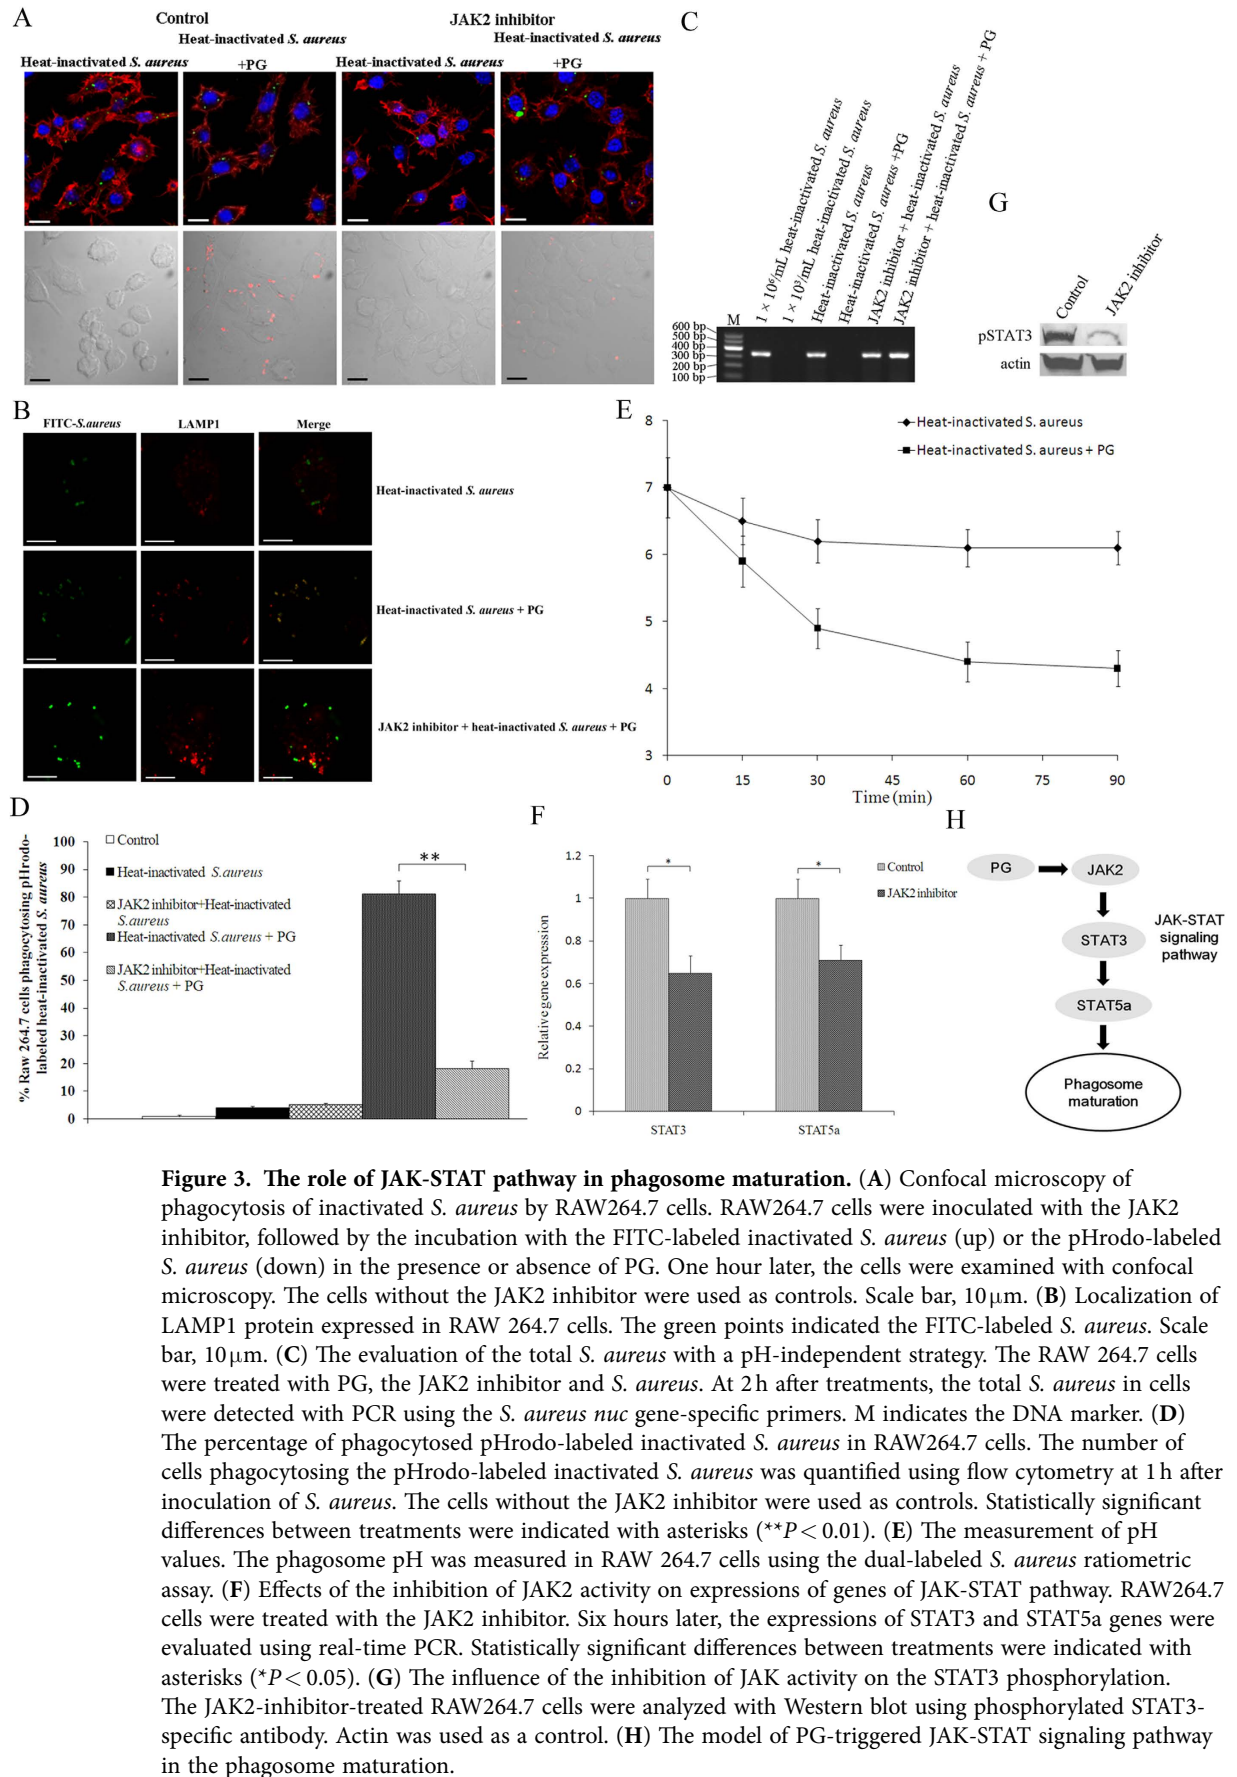 A
Control
JAK2 inhibitor
Heat-inactivated S. aureus
Heat-inactivated S. aureus
+PG
Heat-inactivated S. aureus
Heat-inactivated S. aureus
+PG
B
FITC-S.aureus
LAMP1
Merge
Heat-inactivated S. aureus
Heat-inactivated S. aureus + PG
JAK2 inhibitor + heat-inactivated S. aureus + PG
C
1 × 10⁶/mL heat-inactivated S. aureus
1 × 10³/mL heat-inactivated S. aureus
Heat-inactivated S. aureus
Heat-inactivated S. aureus +PG
JAK2 inhibitor + heat-inactivated S. aureus
JAK2 inhibitor + heat-inactivated S. aureus + PG
M
600 bp
500 bp
400 bp
300 bp
200 bp
100 bp
G
Control
JAK2 inhibitor
pSTAT3
actin
E
8
7
6
5
4
3
0
15
30
45
60
75
90
Time (min)
Heat-inactivated S. aureus
Heat-inactivated S. aureus + PG
D
% Raw 264.7 cells phagocytosing pHrodo-
labeled heat-inactivated S. aureus
100
90
80
70
60
50
40
30
20
10
0
Control
Heat-inactivated S.aureus
JAK2 inhibitor+Heat-inactivated
S.aureus
Heat-inactivated S.aureus + PG
JAK2 inhibitor+Heat-inactivated
S.aureus + PG
**
F
Relative gene expression
1.2
1
0.8
0.6
0.4
0.2
0
*
*
Control
JAK2 inhibitor
STAT3
STAT5a
H
PG
JAK2
STAT3
STAT5a
JAK-STAT
signaling
pathway
Phagosome
maturation
Figure 3. The role of JAK-STAT pathway in phagosome maturation. (A) Confocal microscopy of
phagocytosis of inactivated S. aureus by RAW264.7 cells. RAW264.7 cells were inoculated with the JAK2
inhibitor, followed by the incubation with the FITC-labeled inactivated S. aureus (up) or the pHrodo-labeled
S. aureus (down) in the presence or absence of PG. One hour later, the cells were examined with confocal
microscopy. The cells without the JAK2 inhibitor were used as controls. Scale bar, 10 μm. (B) Localization of
LAMP1 protein expressed in RAW 264.7 cells. The green points indicated the FITC-labeled S. aureus. Scale
bar, 10 μm. (C) The evaluation of the total S. aureus with a pH-independent strategy. The RAW 264.7 cells
were treated with PG, the JAK2 inhibitor and S. aureus. At 2 h after treatments, the total S. aureus in cells
were detected with PCR using the S. aureus nuc gene-specific primers. M indicates the DNA marker. (D)
The percentage of phagocytosed pHrodo-labeled inactivated S. aureus in RAW264.7 cells. The number of
cells phagocytosing the pHrodo-labeled inactivated S. aureus was quantified using flow cytometry at 1 h after
inoculation of S. aureus. The cells without the JAK2 inhibitor were used as controls. Statistically significant
differences between treatments were indicated with asterisks (**P < 0.01). (E) The measurement of pH
values. The phagosome pH was measured in RAW 264.7 cells using the dual-labeled S. aureus ratiometric
assay. (F) Effects of the inhibition of JAK2 activity on expressions of genes of JAK-STAT pathway. RAW264.7
cells were treated with the JAK2 inhibitor. Six hours later, the expressions of STAT3 and STAT5a genes were
evaluated using real-time PCR. Statistically significant differences between treatments were indicated with
asterisks (*P < 0.05). (G) The influence of the inhibition of JAK activity on the STAT3 phosphorylation.
The JAK2-inhibitor-treated RAW264.7 cells were analyzed with Western blot using phosphorylated STAT3-
specific antibody. Actin was used as a control. (H) The model of PG-triggered JAK-STAT signaling pathway
in the phagosome maturation.